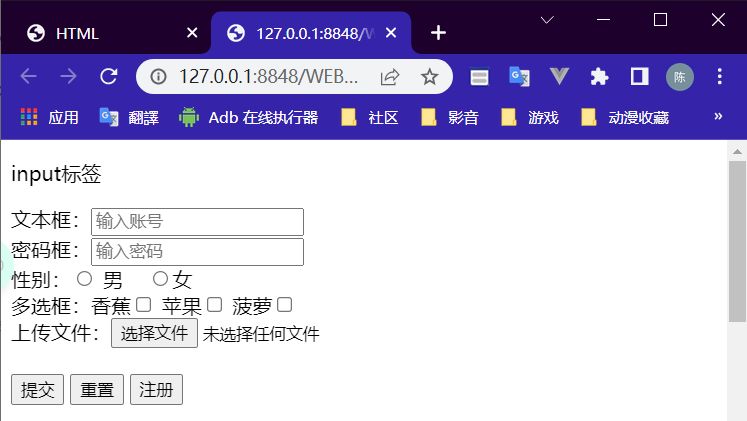 HTML
127.0.0.1:8848/W
127.0.0.1:8848/WEB... 陈
应用 翻譯 Adb 在线执行器 社区 影音 游戏 动漫收藏 »
input标签
文本框：输入账号
密码框：输入密码
性别： 男 女
多选框：香蕉 苹果 菠萝
上传文件：选择文件 未选择任何文件
提交 重置 注册